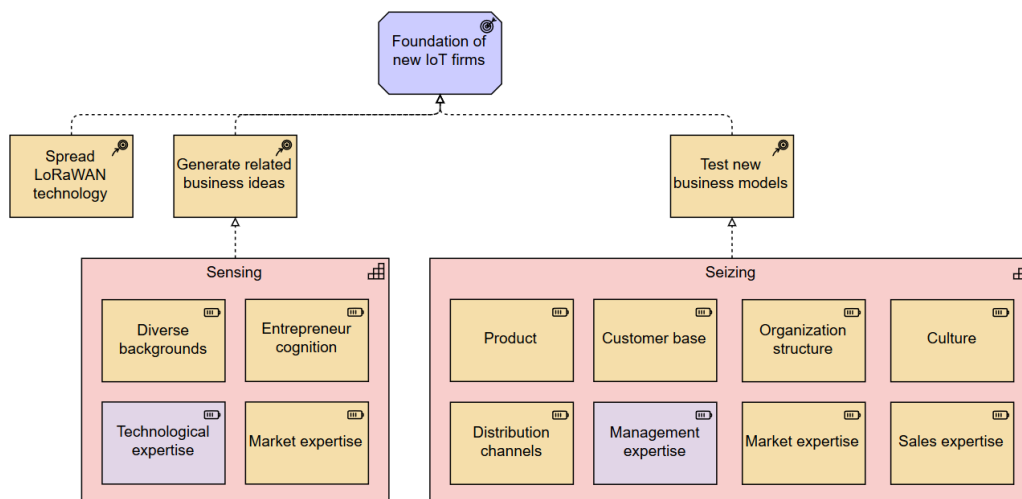 Foundation of
new IoT firms
Spread
LoRaWAN
technology
Generate related
business ideas
Test new
business models
Sensing
Diverse
backgrounds
Entrepreneur
cognition
Technological
expertise
Market expertise
Seizing
Product
Customer base
Organization
structure
Culture
Distribution
channels
Management
expertise
Market expertise
Sales expertise